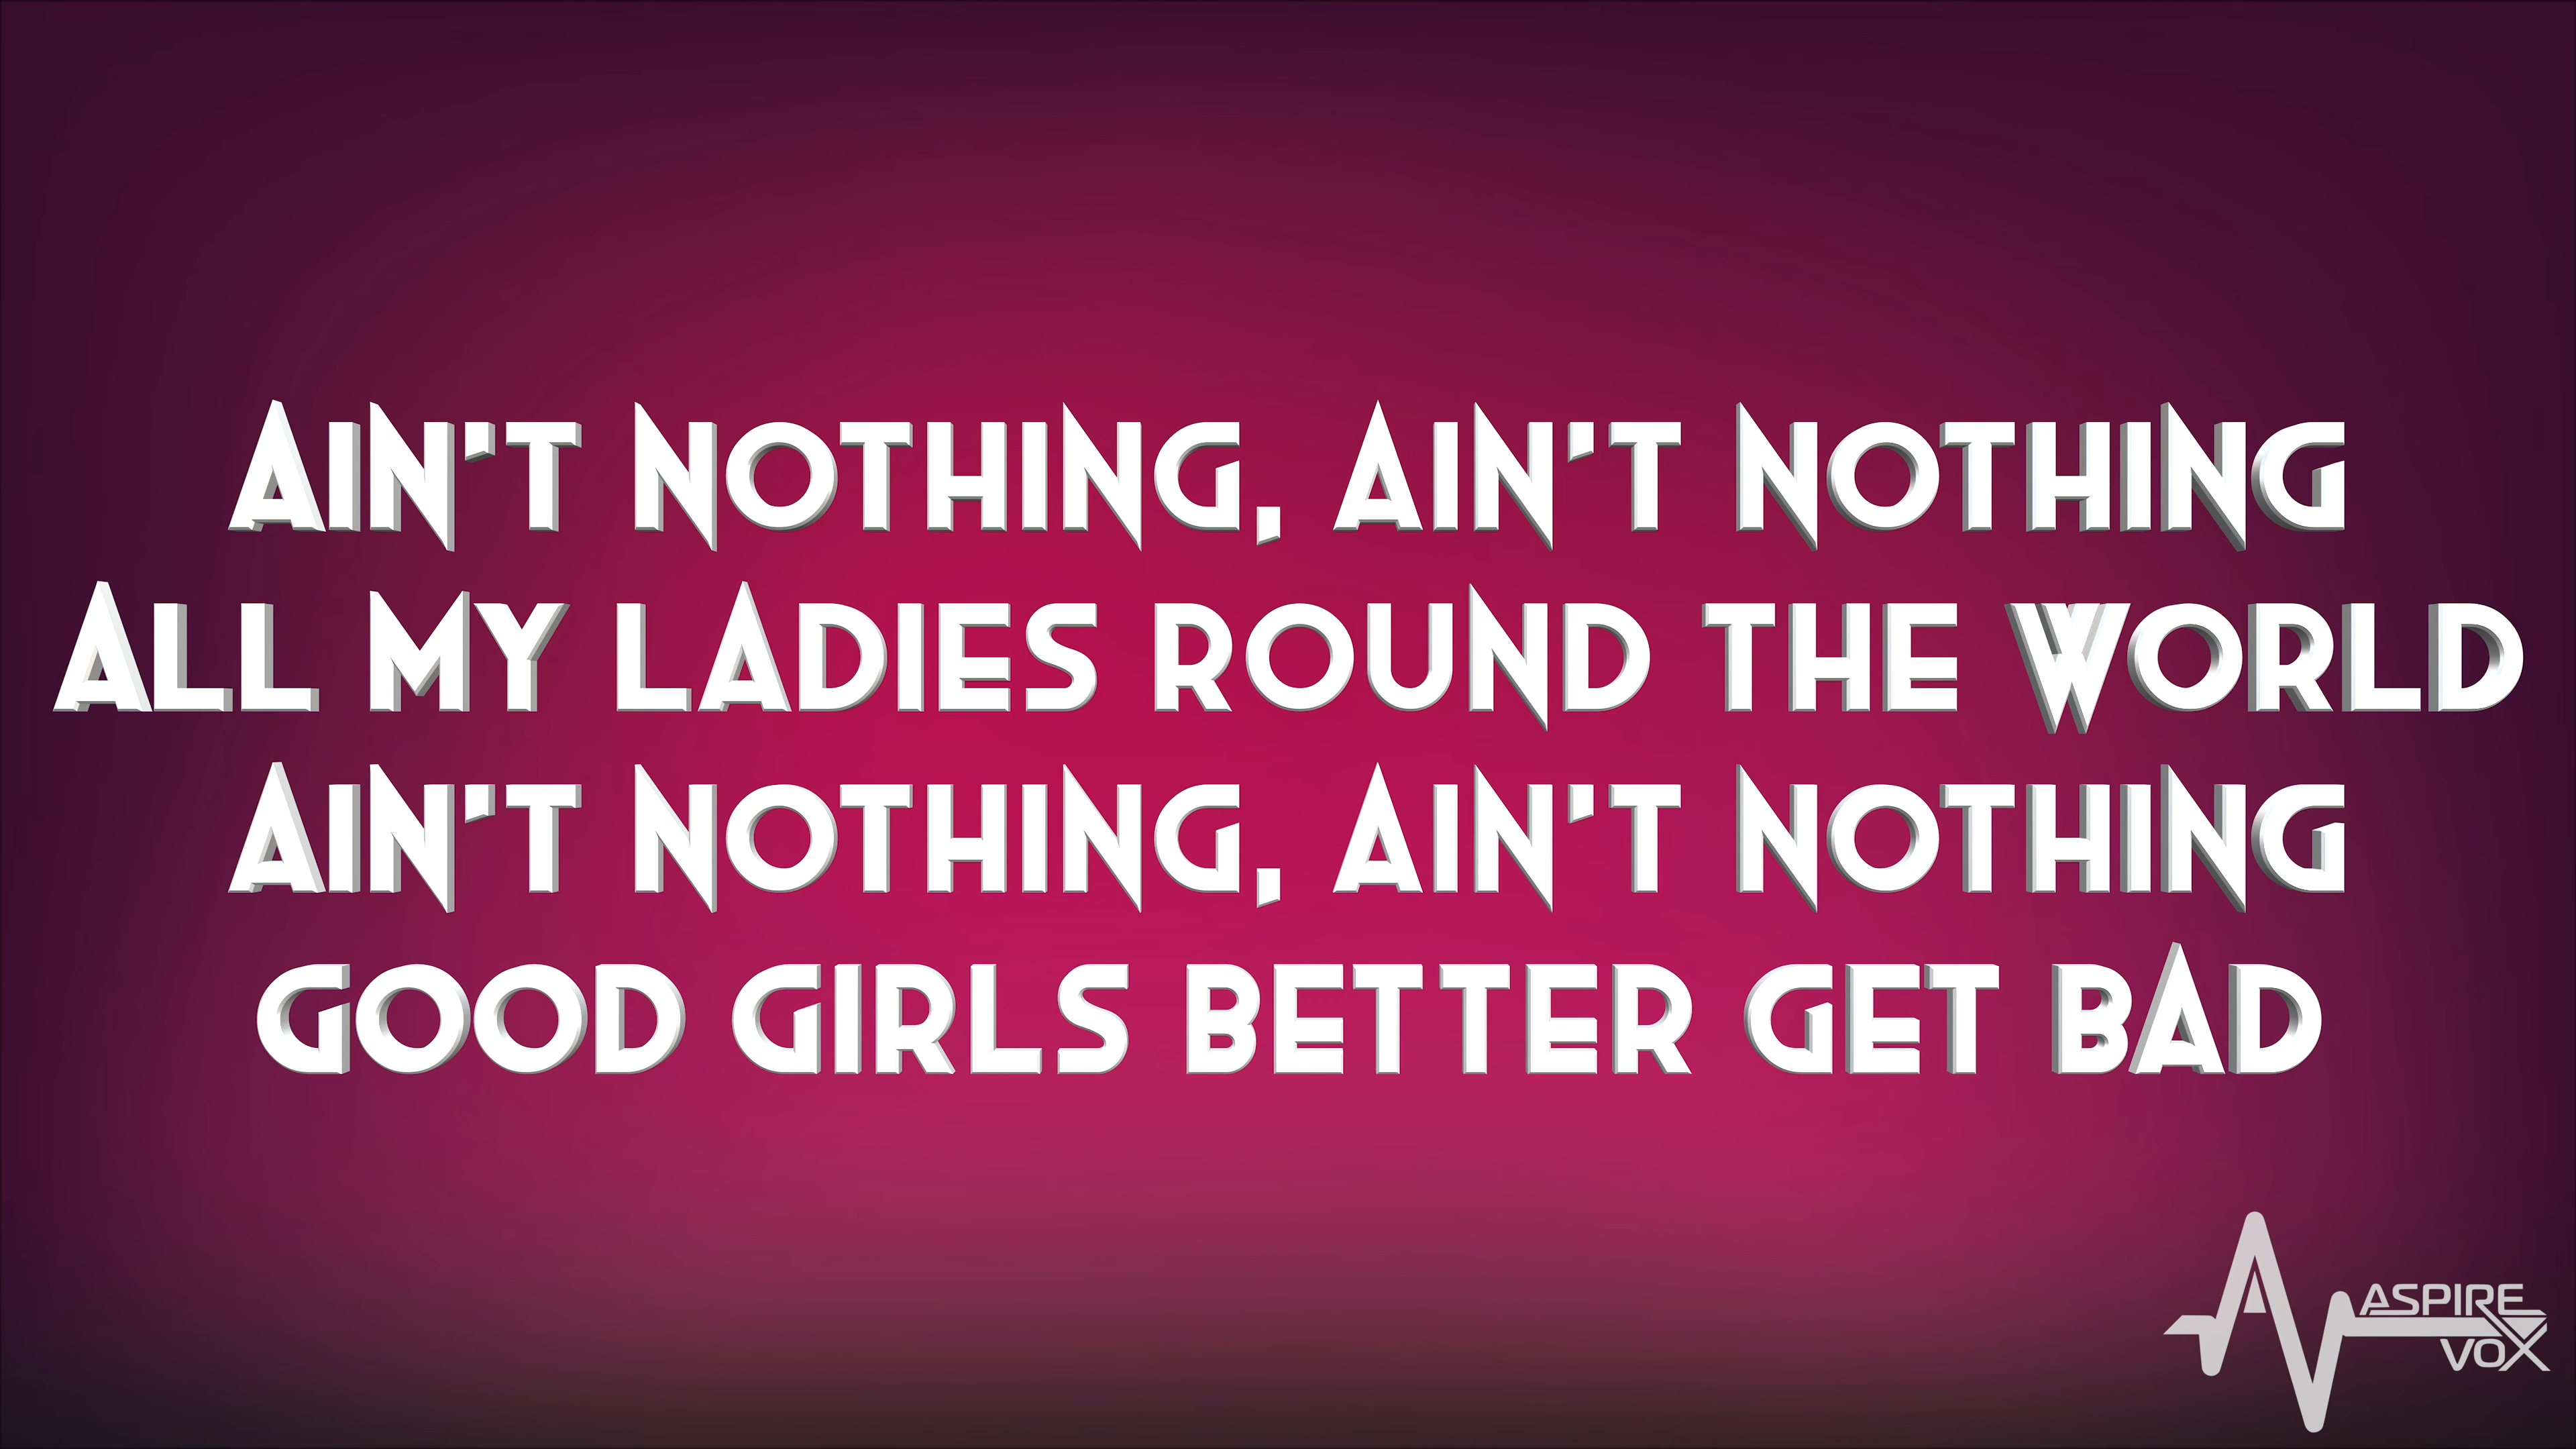 AIN'T NOTHING, AIN'T NOTHING
ALL MY LADIES ROUND THE WORLD
AIN'T NOTHING, AIN'T NOTHING
GOOD GIRLS BETTER GET BAD
ASPIRE
VOX